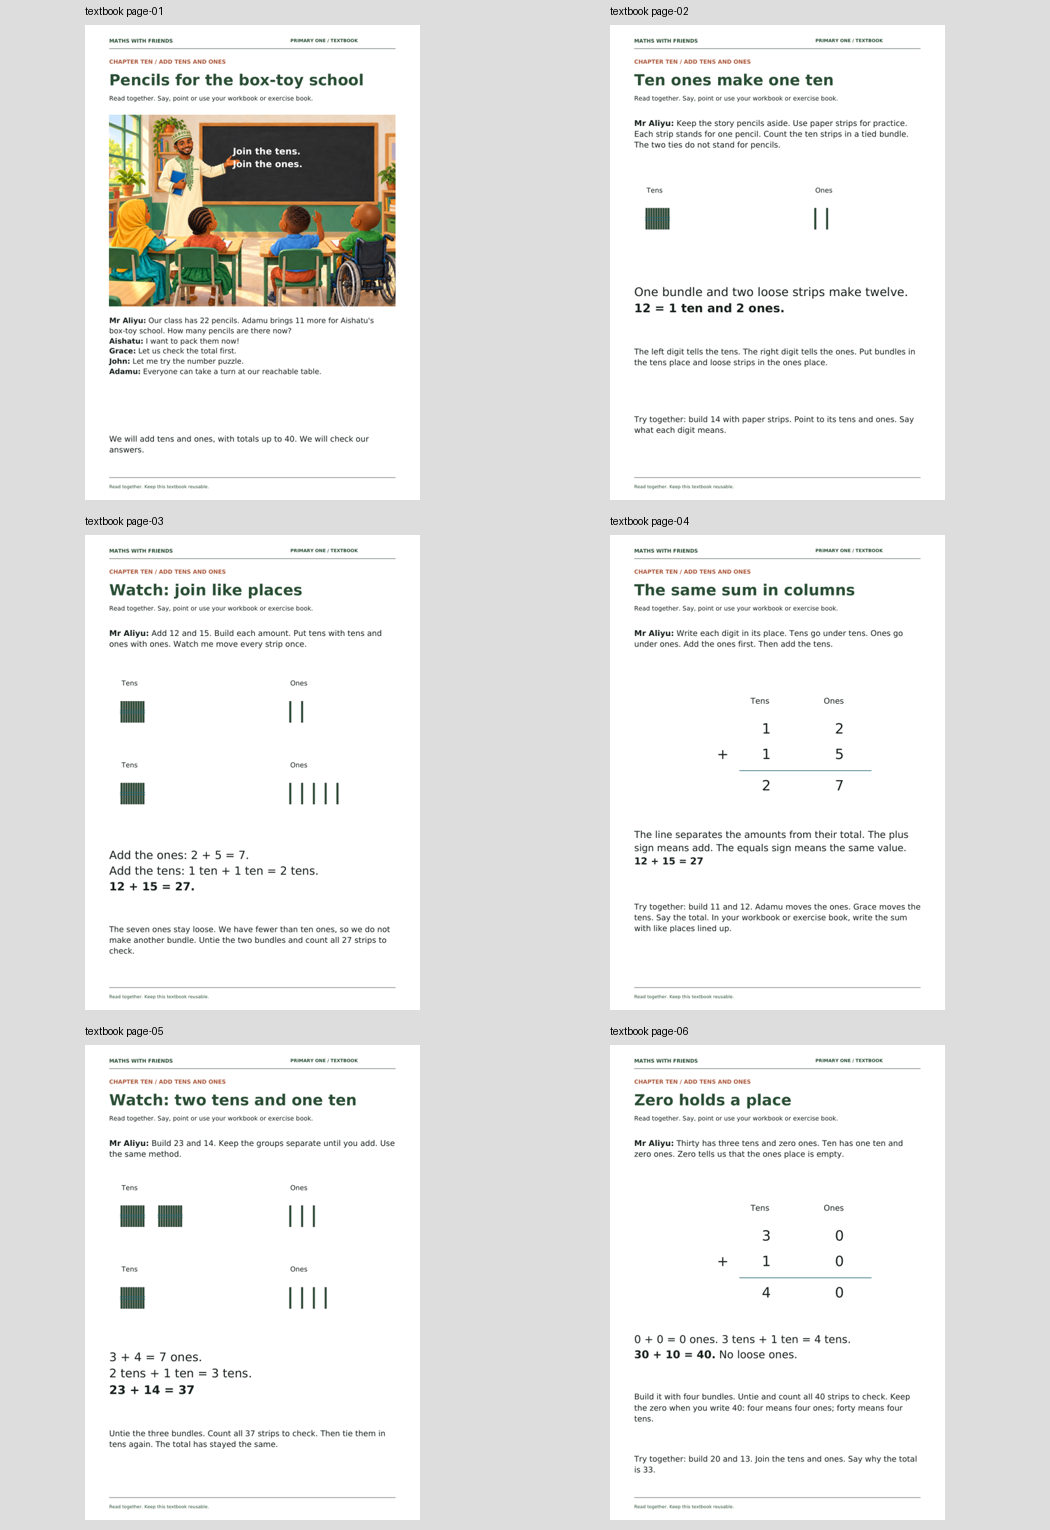 textbook page-01
MATHS WITH FRIENDS
PRIMARY ONE / TEXTBOOK
CHAPTER TEN / ADD TENS AND ONES
Pencils for the box-toy school
Read together. Say, point or use your workbook or exercise book.
Join the tens.
Join the ones.
Mr Aliyu: Our class has 22 pencils. Adamu brings 11 more for Aishatu's
box-toy school. How many pencils are there now?
Aishatu: I want to pack them now!
Grace: Let us check the total first.
John: Let me try the number puzzle.
Adamu: Everyone can take a turn at our reachable table.
We will add tens and ones, with totals up to 40. We will check our
answers.
Read together. Keep this textbook reusable.
textbook page-02
MATHS WITH FRIENDS
PRIMARY ONE / TEXTBOOK
CHAPTER TEN / ADD TENS AND ONES
Ten ones make one ten
Read together. Say, point or use your workbook or exercise book.
Mr Aliyu: Keep the story pencils aside. Use paper strips for practice.
Each strip stands for one pencil. Count the ten strips in a tied bundle.
The two ties do not stand for pencils.
Tens
Ones
One bundle and two loose strips make twelve.
12 = 1 ten and 2 ones.
The left digit tells the tens. The right digit tells the ones. Put bundles in
the tens place and loose strips in the ones place.
Try together: build 14 with paper strips. Point to its tens and ones. Say
what each digit means.
Read together. Keep this textbook reusable.
textbook page-03
MATHS WITH FRIENDS
PRIMARY ONE / TEXTBOOK
CHAPTER TEN / ADD TENS AND ONES
Watch: join like places
Read together. Say, point or use your workbook or exercise book.
Mr Aliyu: Add 12 and 15. Build each amount. Put tens with tens and
ones with ones. Watch me move every strip once.
Tens
Ones
Tens
Ones
Add the ones: 2 + 5 = 7.
Add the tens: 1 ten + 1 ten = 2 tens.
12 + 15 = 27.
The seven ones stay loose. We have fewer than ten ones, so we do not
make another bundle. Untie the two bundles and count all 27 strips to
check.
Read together. Keep this textbook reusable.
textbook page-04
MATHS WITH FRIENDS
PRIMARY ONE / TEXTBOOK
CHAPTER TEN / ADD TENS AND ONES
The same sum in columns
Read together. Say, point or use your workbook or exercise book.
Mr Aliyu: Write each digit in its place. Tens go under tens. Ones go
under ones. Add the ones first. Then add the tens.
Tens Ones
1 2
+ 1 5
2 7
The line separates the amounts from their total. The plus
sign means add. The equals sign means the same value.
12 + 15 = 27
Try together: build 11 and 12. Adamu moves the ones. Grace moves the
tens. Say the total. In your workbook or exercise book, write the sum
with like places lined up.
Read together. Keep this textbook reusable.
textbook page-05
MATHS WITH FRIENDS
PRIMARY ONE / TEXTBOOK
CHAPTER TEN / ADD TENS AND ONES
Watch: two tens and one ten
Read together. Say, point or use your workbook or exercise book.
Mr Aliyu: Build 23 and 14. Keep the groups separate until you add. Use
the same method.
Tens
Ones
Tens
Ones
3 + 4 = 7 ones.
2 tens + 1 ten = 3 tens.
23 + 14 = 37
Untie the three bundles. Count all 37 strips to check. Then tie them in
tens again. The total has stayed the same.
Read together. Keep this textbook reusable.
textbook page-06
MATHS WITH FRIENDS
PRIMARY ONE / TEXTBOOK
CHAPTER TEN / ADD TENS AND ONES
Zero holds a place
Read together. Say, point or use your workbook or exercise book.
Mr Aliyu: Thirty has three tens and zero ones. Ten has one ten and
zero ones. Zero tells us that the ones place is empty.
Tens Ones
3 0
+ 1 0
4 0
0 + 0 = 0 ones. 3 tens + 1 ten = 4 tens.
30 + 10 = 40. No loose ones.
Build it with four bundles. Untie and count all 40 strips to check. Keep
the zero when you write 40: four means four ones; forty means four
tens.
Try together: build 20 and 13. Join the tens and ones. Say why the total
is 33.
Read together. Keep this textbook reusable.